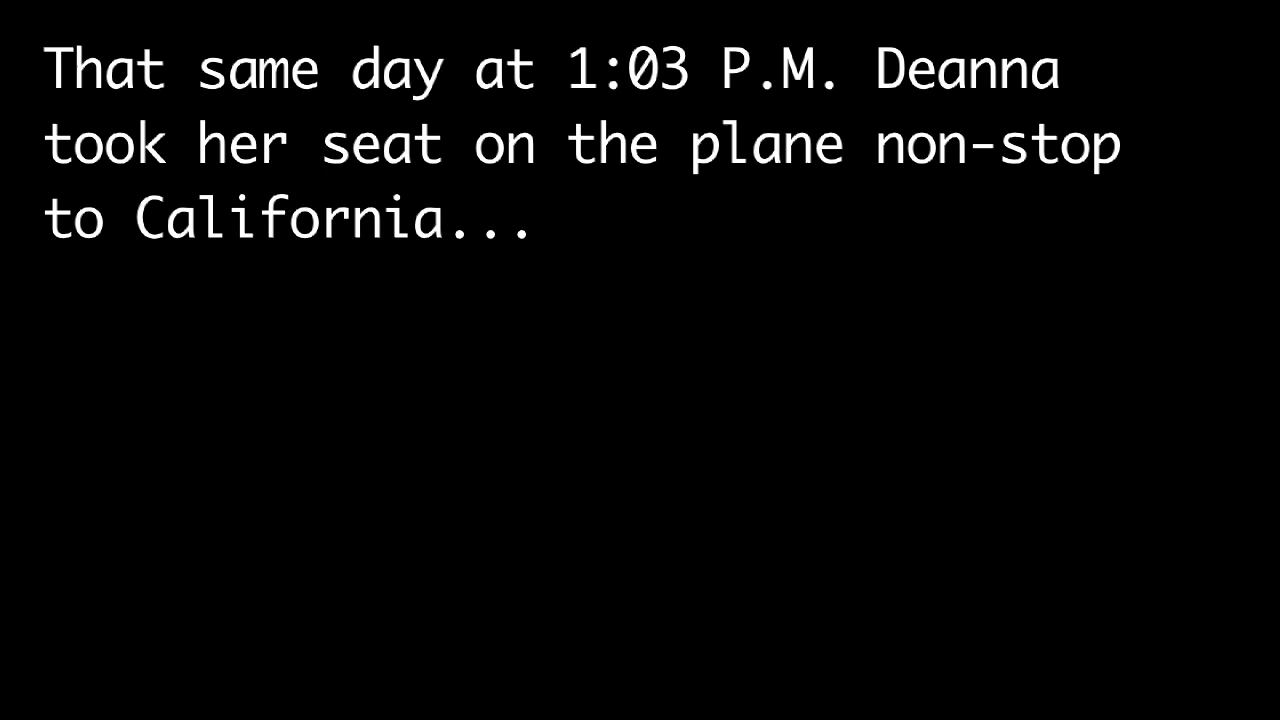 That same day at 1:03 P.M. Deanna
took her seat on the plane non-stop
to California...